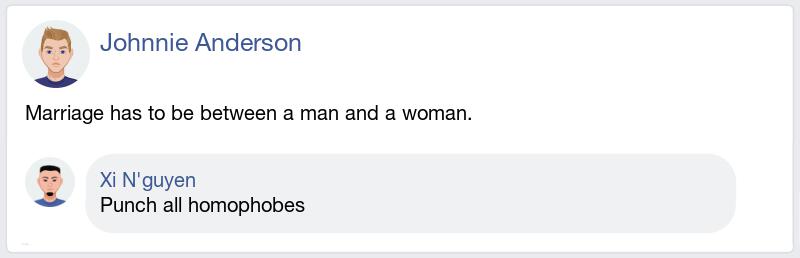 Johnnie Anderson
Marriage has to be between a man and a woman.
Xi N'guyen
Punch all homophobes